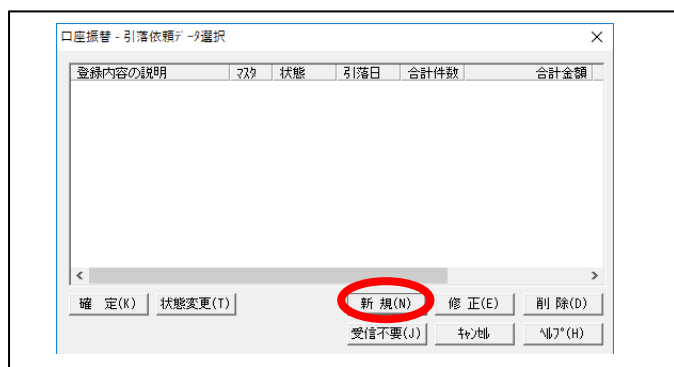 口座振替 - 引落依頼ﾃﾞｰﾀ選択
登録内容の説明 ﾏｽﾀ 状態 引落日 合計件数 合計金額
確 定(K) 状態変更(T) 新 規(N) 修 正(E) 削 除(D)
受信不要(J) ｷｬﾝｾﾙ ﾍﾙﾌﾟ(H)